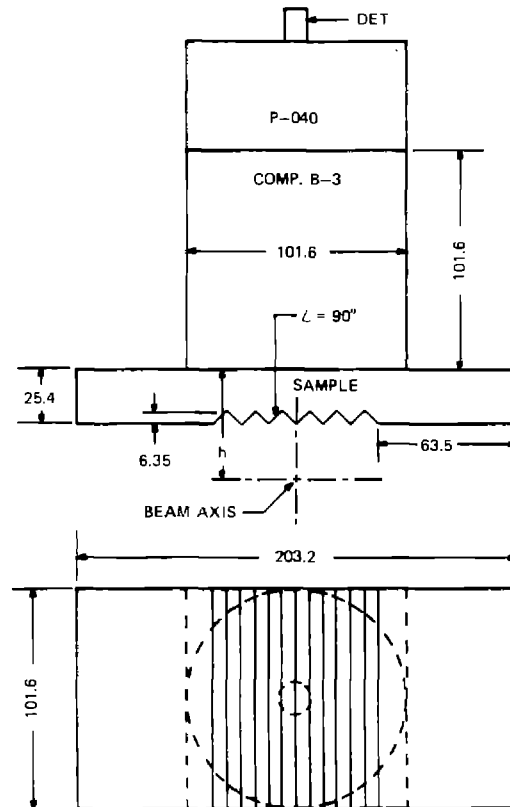 DET
P-040
COMP. B-3
101.6
101.6
∠ = 90"
25.4
SAMPLE
6.35
h
63.5
BEAM AXIS
203.2
101.6